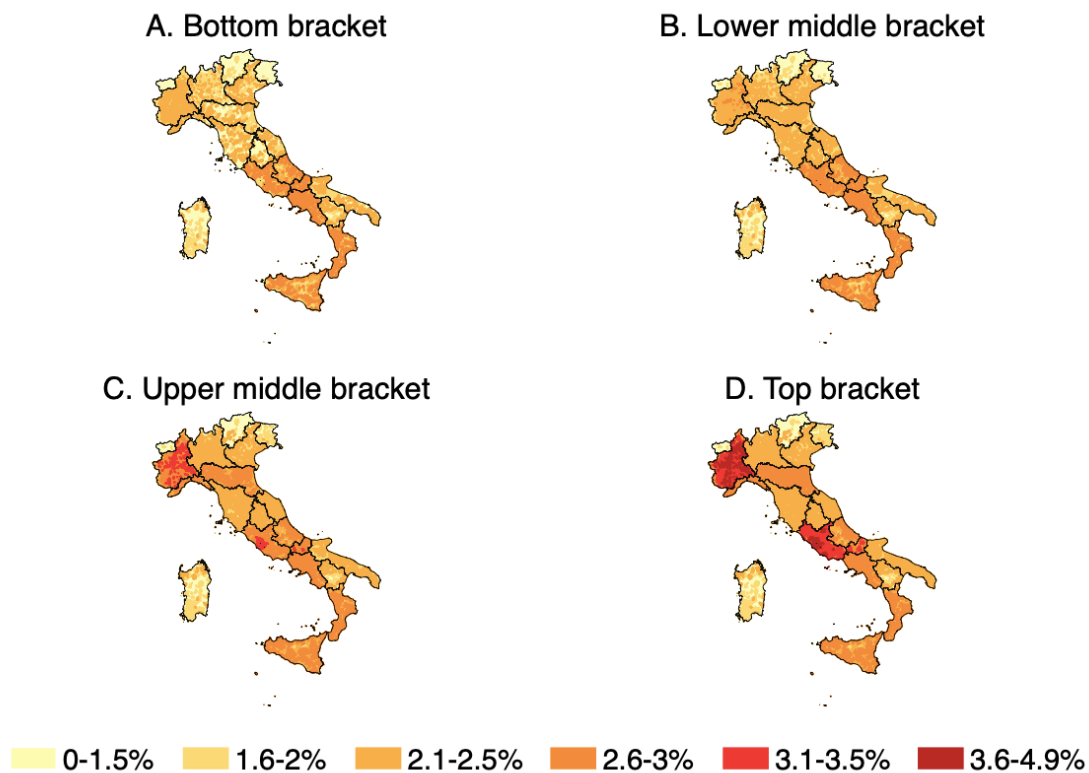 A. Bottom bracket
B. Lower middle bracket
C. Upper middle bracket
D. Top bracket
0-1.5% 1.6-2% 2.1-2.5% 2.6-3% 3.1-3.5% 3.6-4.9%